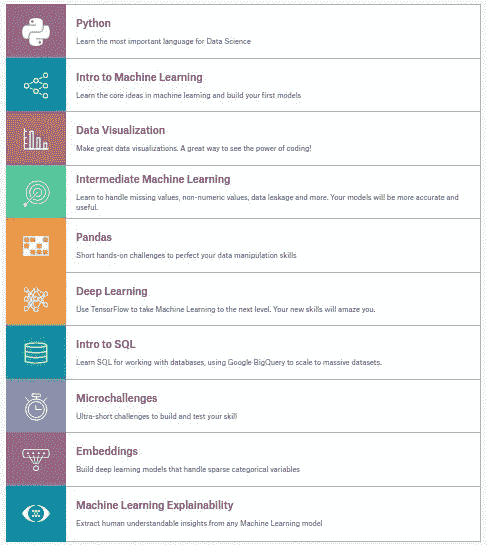 Python
Learn the most important language for Data Science
Intro to Machine Learning
Learn the core ideas in machine learning and build your first models
Data Visualization
Make great data visualizations. A great way to see the power of coding!
Intermediate Machine Learning
Learn to handle missing values, non-numeric values, data leakage and more. Your models will be more accurate and
useful.
Pandas
Short hands-on challenges to perfect your data manipulation skills
Deep Learning
Use TensorFlow to take Machine Learning to the next level. Your new skills will amaze you.
Intro to SQL
Learn SQL for working with databases, using Google BigQuery to scale to massive datasets.
Microchallenges
Ultra-short challenges to build and test your skill
Embeddings
Build deep learning models that handle sparse categorical variables
Machine Learning Explainability
Extract human understandable insights from any Machine Learning model